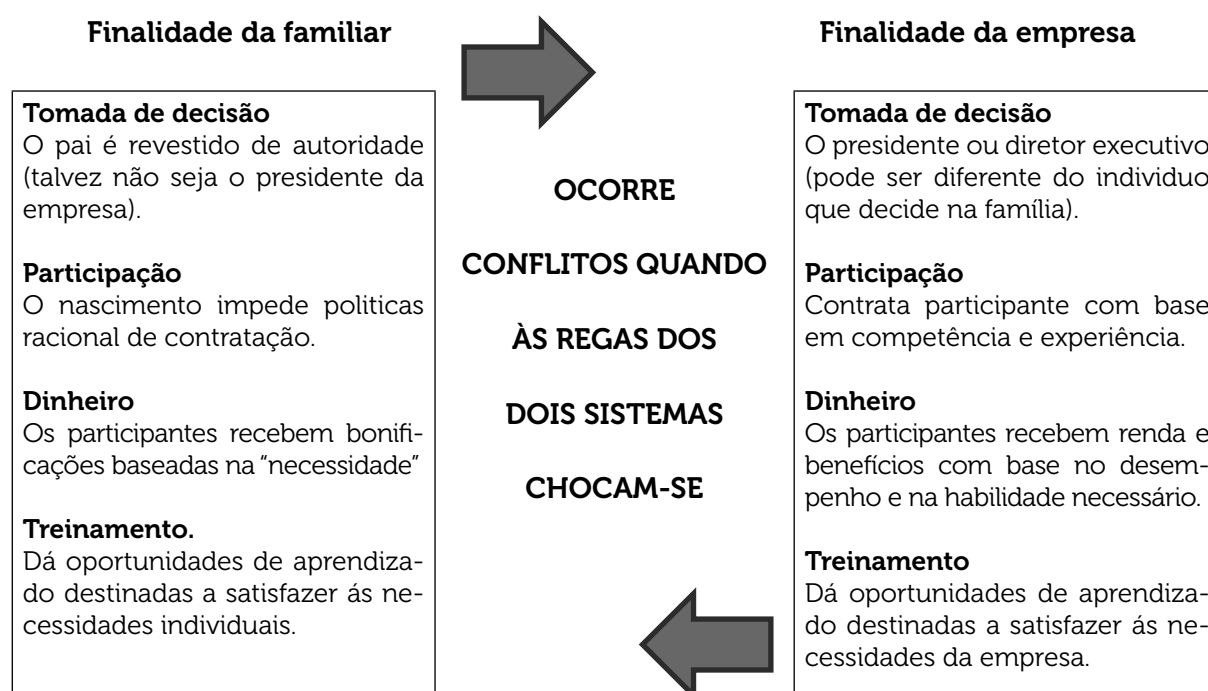 Finalidade da familiar
Tomada de decisão
O pai é revestido de autoridade
(talvez não seja o presidente da
empresa).
Participação
O nascimento impede politicas
racional de contratação.
Dinheiro
Os participantes recebem bonifi-
cações baseadas na “necessidade”
Treinamento.
Dá oportunidades de aprendiza-
do destinadas a satisfazer ás ne-
cessidades individuais.
OCORRE
CONFLITOS QUANDO
ÀS REGAS DOS
DOIS SISTEMAS
CHOCAM-SE
Finalidade da empresa
Tomada de decisão
O presidente ou diretor executivo
(pode ser diferente do individuo
que decide na família).
Participação
Contrata participante com base
em competência e experiência.
Dinheiro
Os participantes recebem renda e
benefícios com base no desem-
penho e na habilidade necessário.
Treinamento
Dá oportunidades de aprendiza-
do destinadas a satisfazer ás ne-
cessidades da empresa.